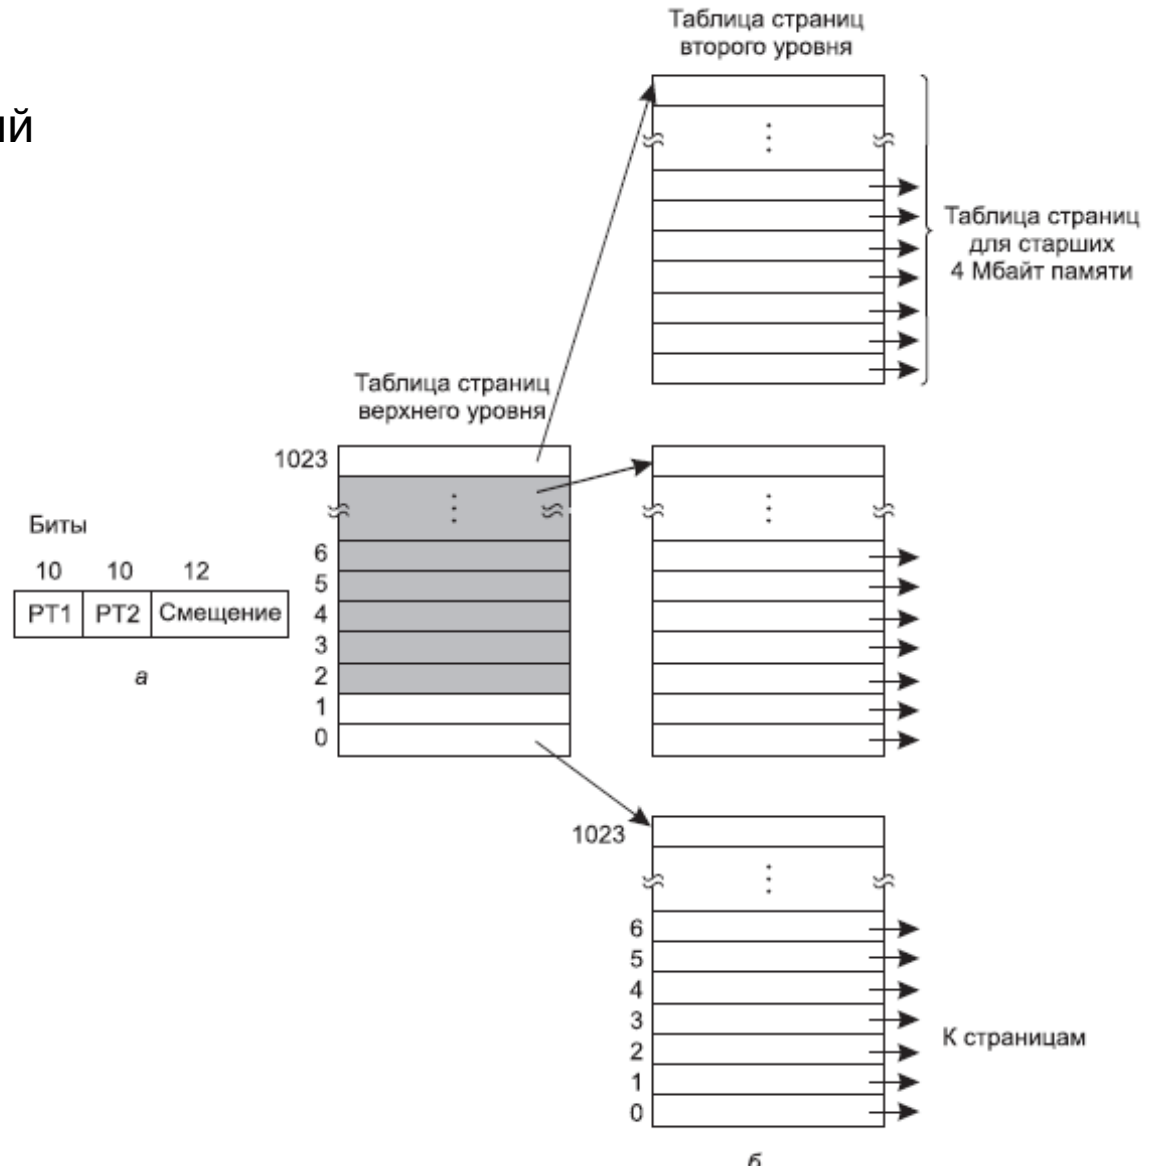 ый
Таблица страниц
второго уровня
Таблица страниц
для старших
4 Мбайт памяти
Таблица страниц
верхнего уровня
1023
6
5
4
3
2
1
0
Биты
10 10 12
PT1 PT2 Смещение
а
1023
6
5
4
3
2
1
0
К страницам
б